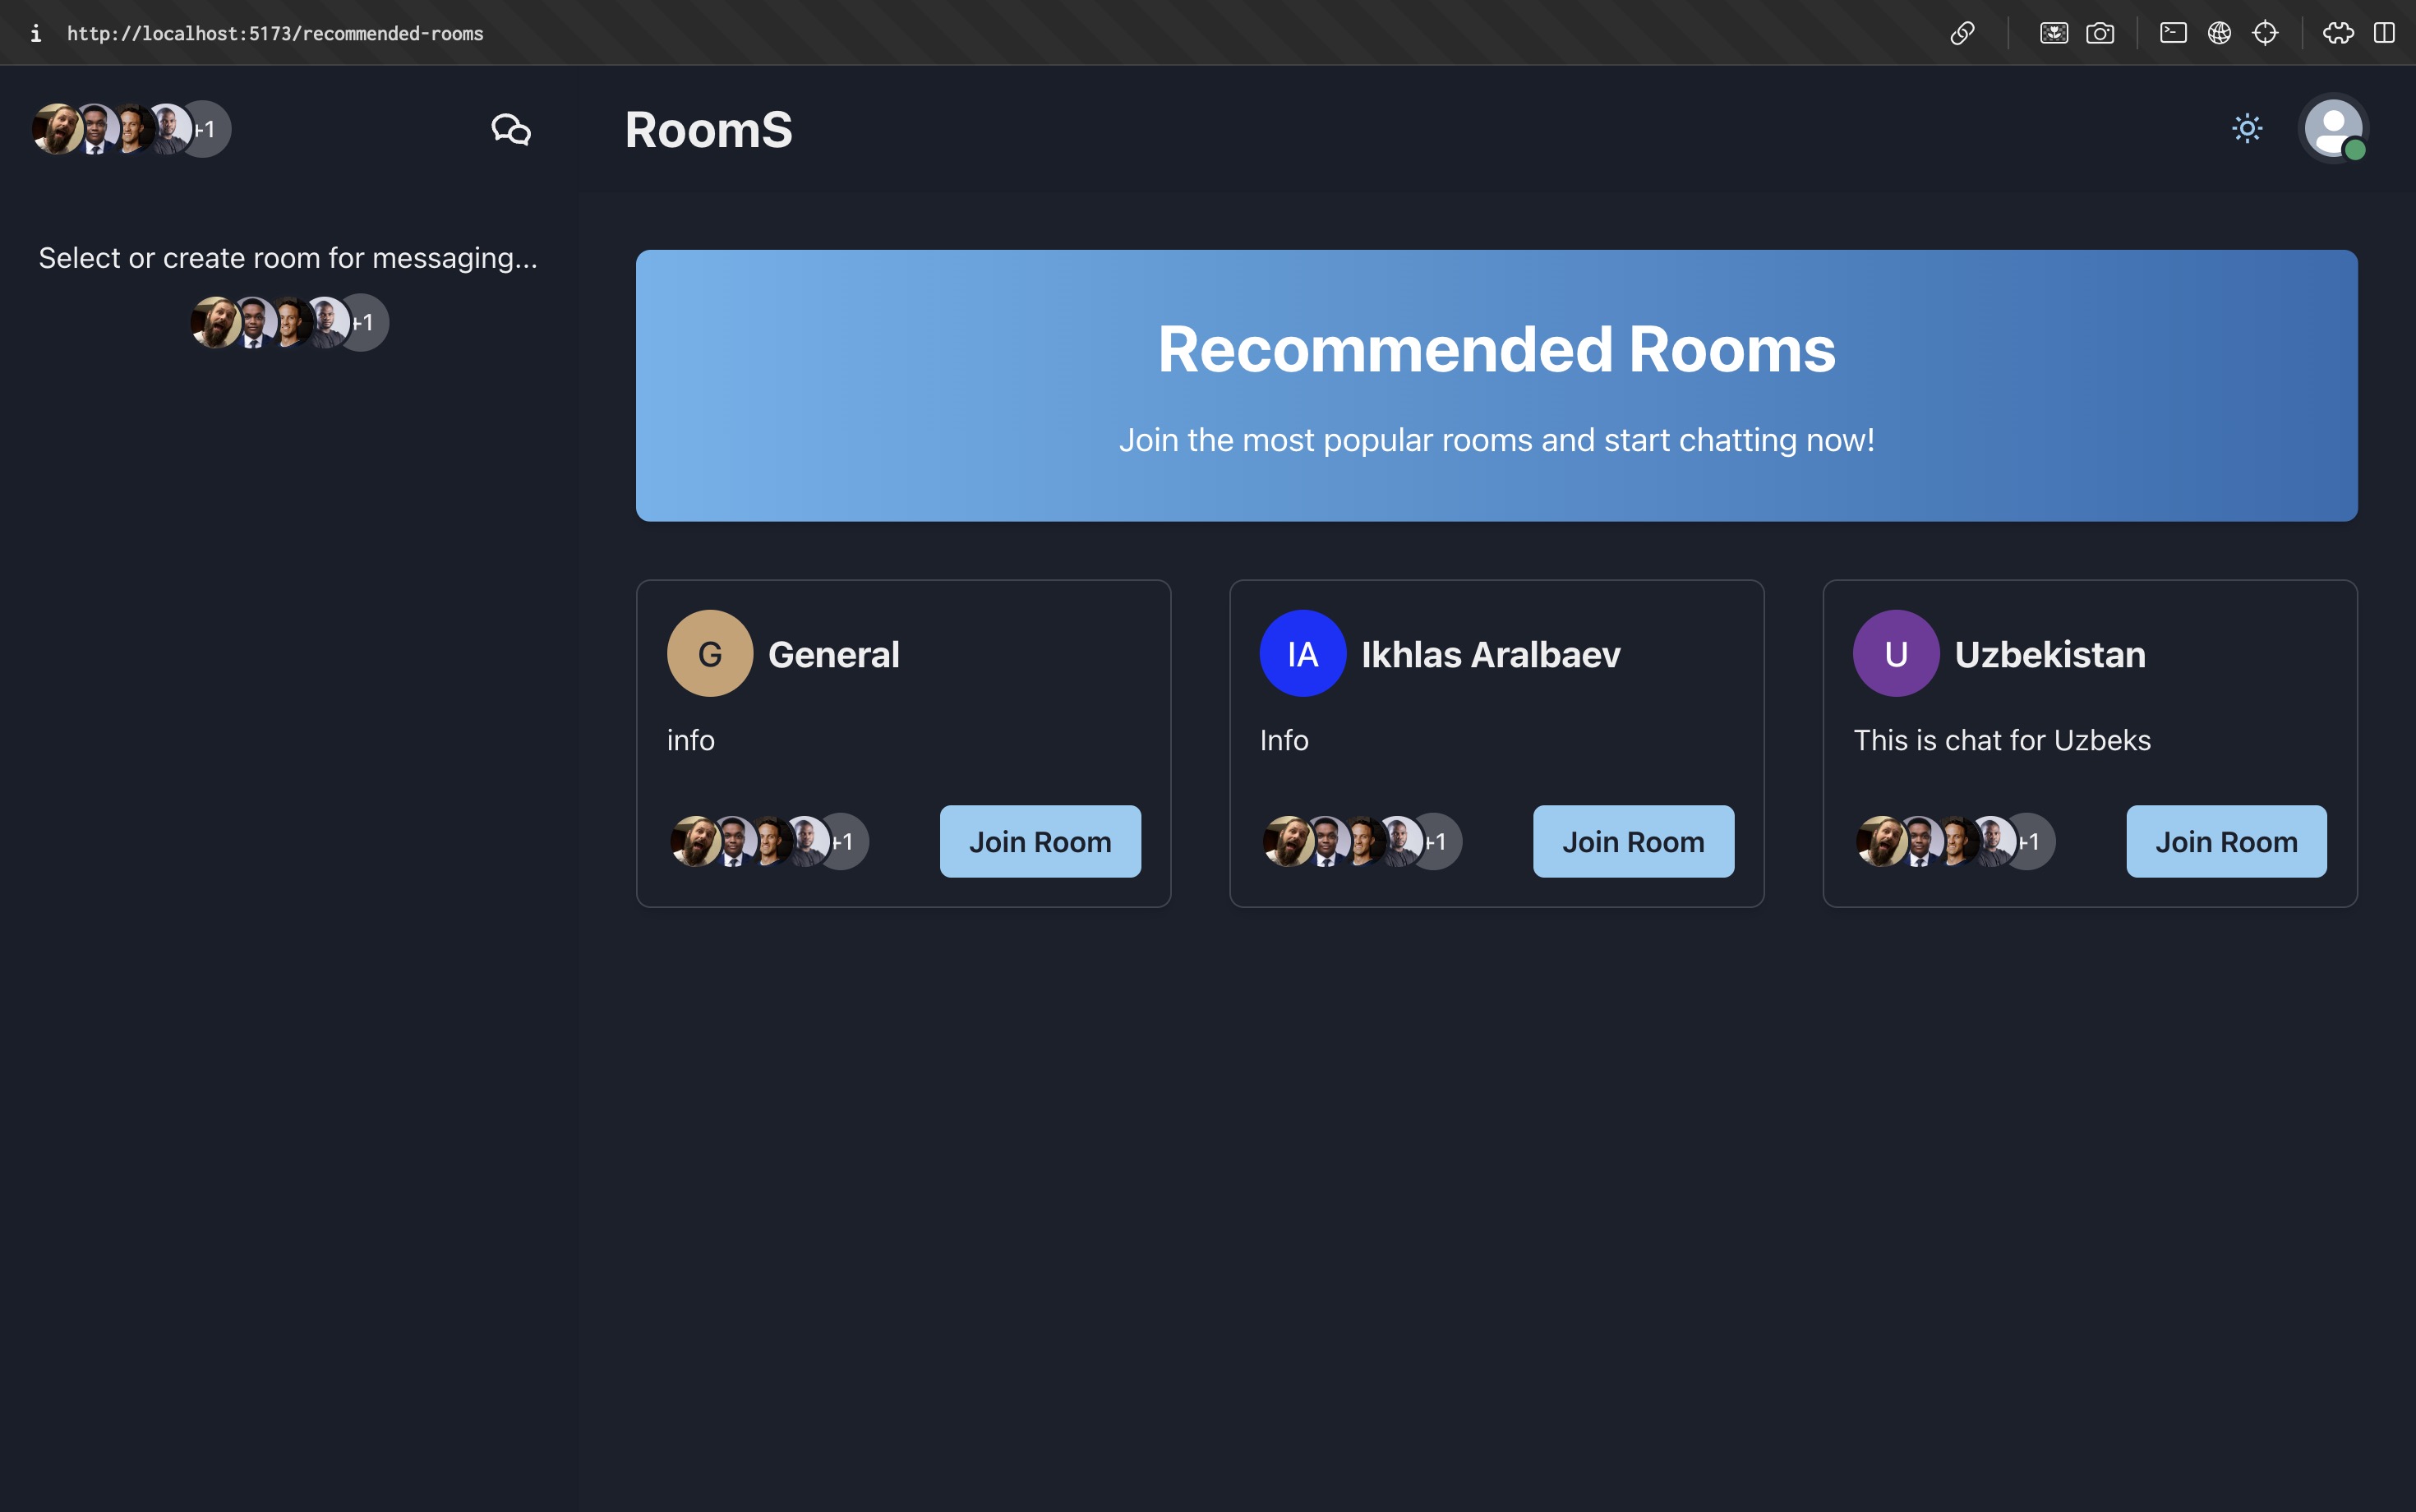 http://localhost:5173/recommended-rooms
+1
RoomS
Select or create room for messaging...
+1
Recommended Rooms
Join the most popular rooms and start chatting now!
G General
info
+1 Join Room
IA Ikhlas Aralbaev
Info
+1 Join Room
U Uzbekistan
This is chat for Uzbeks
+1 Join Room